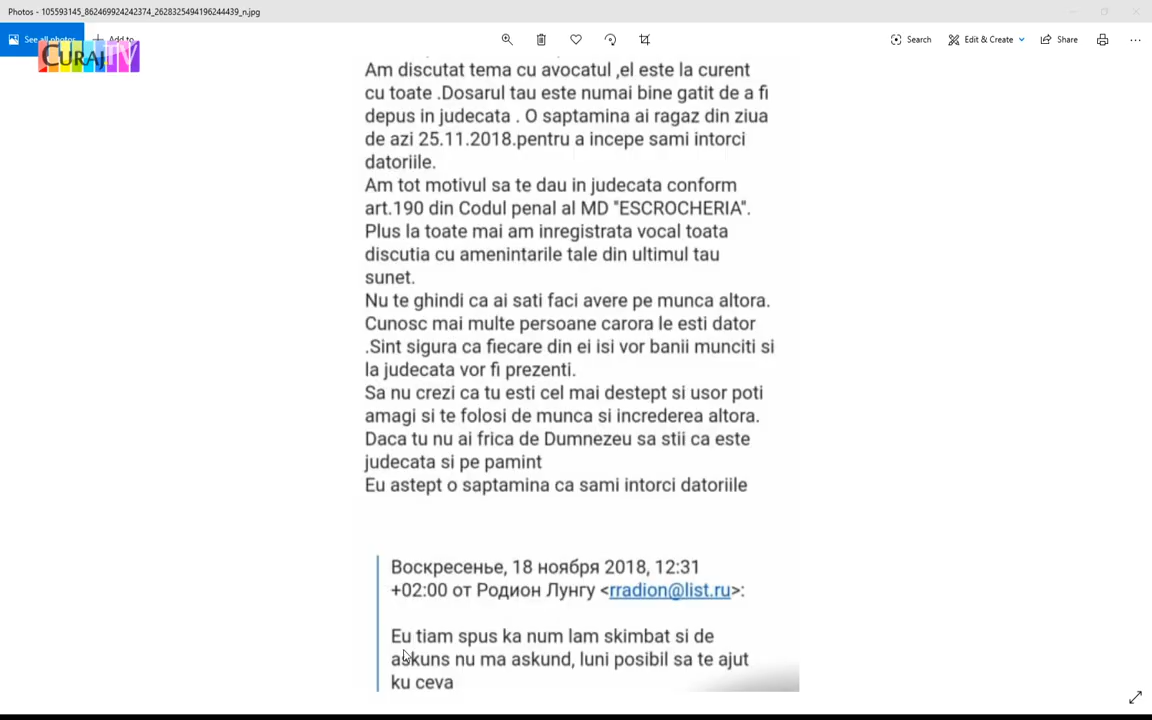 Photos - 105593145_862469924242374_2628325494196244439_n.jpg
See all photos
Add to
CURAJ TV
Search
Edit & Create
Share
Am discutat tema cu avocatul ,el este la curent
cu toate .Dosarul tau este numai bine gatit de a fi
depus in judecata . O saptamina ai ragaz din ziua
de azi 25.11.2018.pentru a incepe sami intorci
datoriile.
Am tot motivul sa te dau in judecata conform
art.190 din Codul penal al MD "ESCROCHERIA".
Plus la toate mai am inregistrata vocal toata
discutia cu amenintarile tale din ultimul tau
sunet.
Nu te ghindi ca ai sati faci avere pe munca altora.
Cunosc mai multe persoane carora le esti dator
.Sint sigura ca fiecare din ei isi vor banii munciti si
la judecata vor fi prezenti.
Sa nu crezi ca tu esti cel mai destept si usor poti
amagi si te folosi de munca si increderea altora.
Daca tu nu ai frica de Dumnezeu sa stii ca este
judecata si pe pamint
Eu astept o saptamina ca sami intorci datoriile
Воскресенье, 18 ноября 2018, 12:31
+02:00 от Родион Лунгу <rradion@list.ru>:
Eu tiam spus ka num lam skimbat si de
askuns nu ma askund, luni posibil sa te ajut
ku ceva